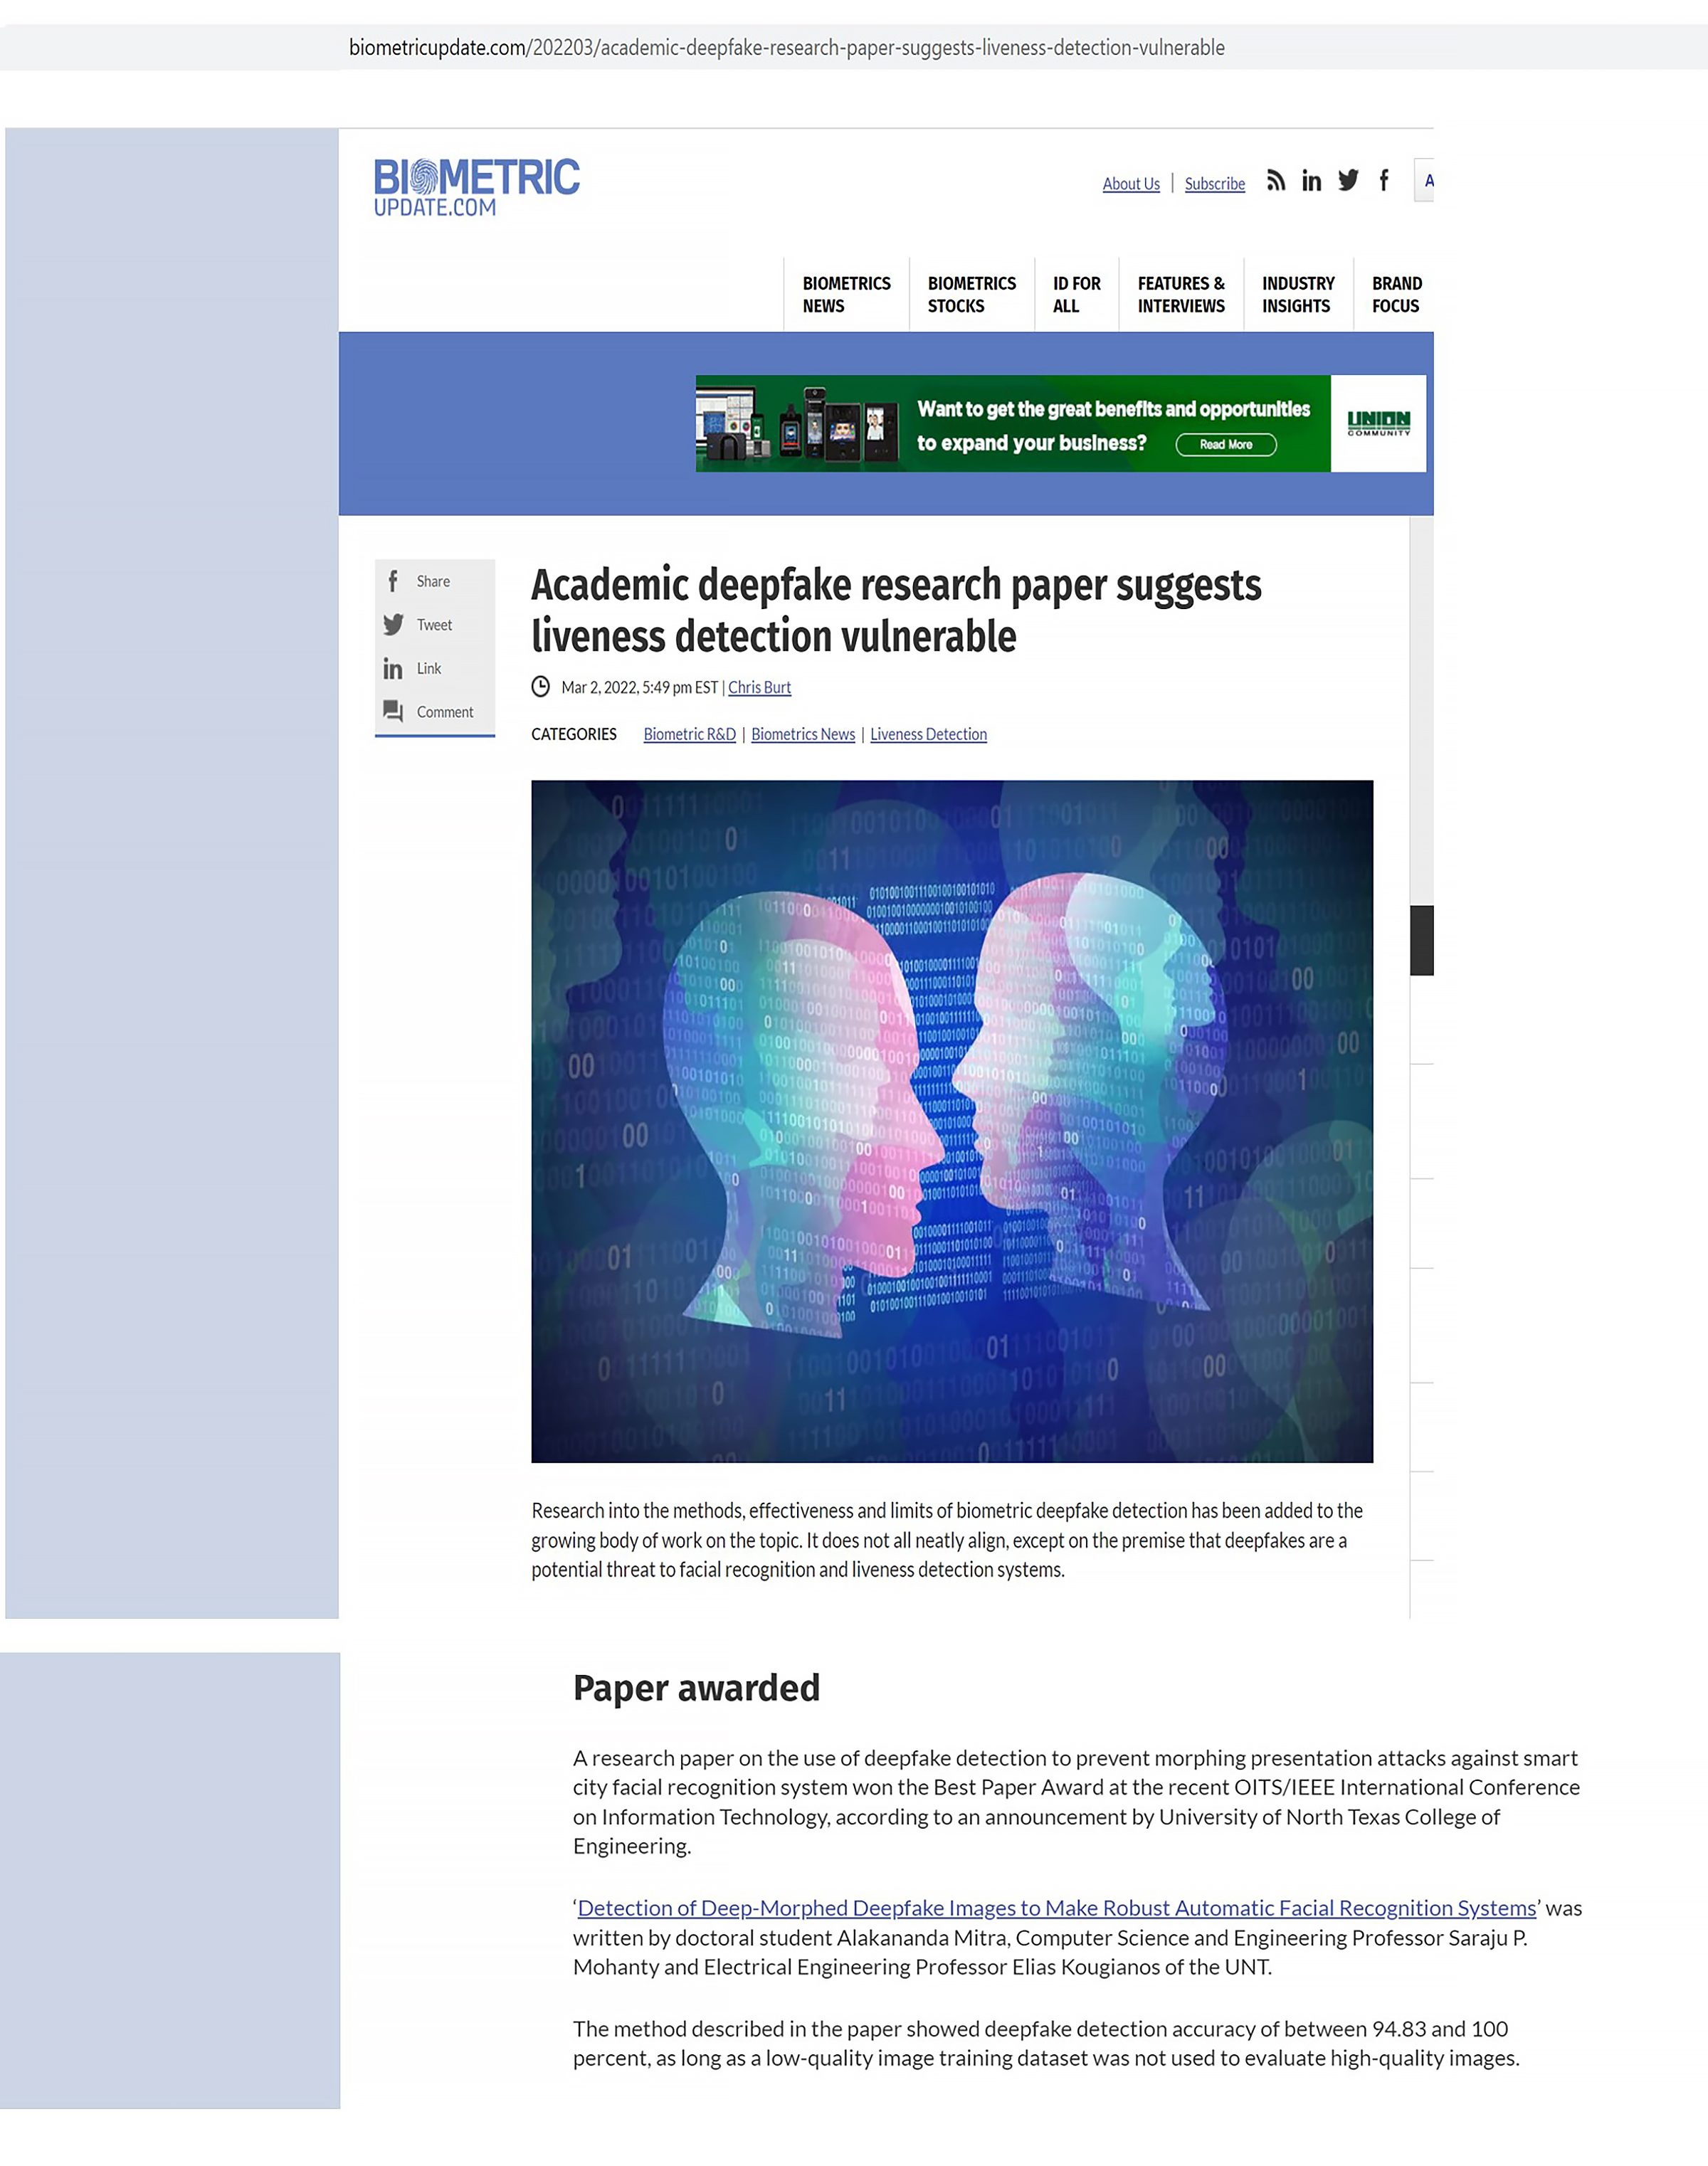 biometricupdate.com/202203/academic-deepfake-research-paper-suggests-liveness-detection-vulnerable
BIOMETRIC
UPDATE.COM
About Us | Subscribe
A
BIOMETRICS NEWS
BIOMETRICS STOCKS
ID FOR ALL
FEATURES & INTERVIEWS
INDUSTRY INSIGHTS
BRAND FOCUS
Want to get the great benefits and opportunities
to expand your business? Read More
UNION
COMMUNITY
Share
Tweet
Link
Comment
Academic deepfake research paper suggests
liveness detection vulnerable
Mar 2, 2022, 5:49 pm EST | Chris Burt
CATEGORIES Biometric R&D | Biometrics News | Liveness Detection
Research into the methods, effectiveness and limits of biometric deepfake detection has been added to the
growing body of work on the topic. It does not all neatly align, except on the premise that deepfakes are a
potential threat to facial recognition and liveness detection systems.
Paper awarded
A research paper on the use of deepfake detection to prevent morphing presentation attacks against smart
city facial recognition system won the Best Paper Award at the recent OITS/IEEE International Conference
on Information Technology, according to an announcement by University of North Texas College of
Engineering.
‘Detection of Deep-Morphed Deepfake Images to Make Robust Automatic Facial Recognition Systems’ was
written by doctoral student Alakananda Mitra, Computer Science and Engineering Professor Saraju P.
Mohanty and Electrical Engineering Professor Elias Kougianos of the UNT.
The method described in the paper showed deepfake detection accuracy of between 94.83 and 100
percent, as long as a low-quality image training dataset was not used to evaluate high-quality images.